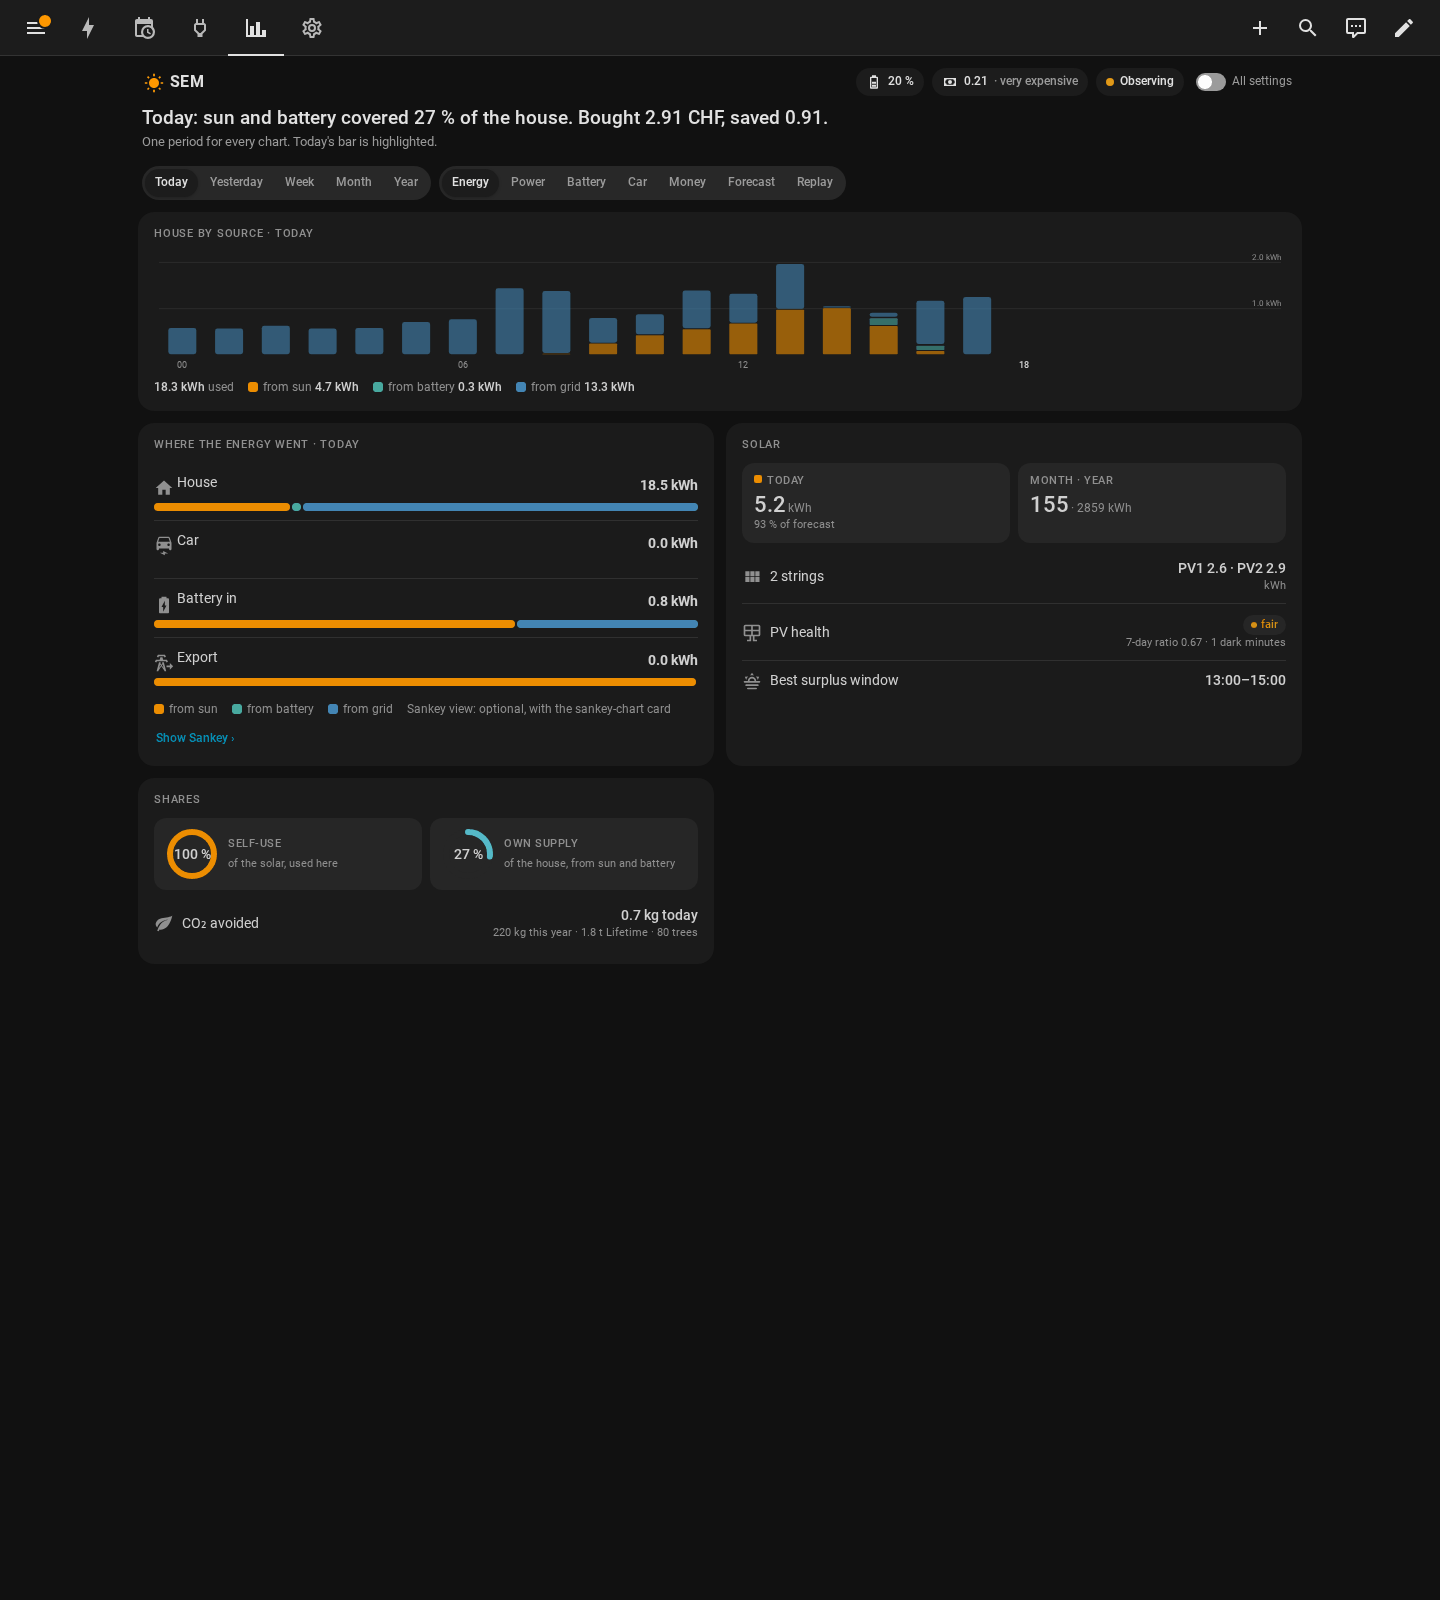 SEM
20 %
0.21 · very expensive
Observing
All settings
Today: sun and battery covered 27 % of the house. Bought 2.91 CHF, saved 0.91.
One period for every chart. Today's bar is highlighted.
Today Yesterday Week Month Year
Energy Power Battery Car Money Forecast Replay
HOUSE BY SOURCE · TODAY
2.0 kWh
1.0 kWh
00 06 12 18
18.3 kWh used from sun 4.7 kWh from battery 0.3 kWh from grid 13.3 kWh
WHERE THE ENERGY WENT · TODAY
House 18.5 kWh
Car 0.0 kWh
Battery in 0.8 kWh
Export 0.0 kWh
from sun from battery from grid Sankey view: optional, with the sankey-chart card
Show Sankey ›
SOLAR
TODAY
5.2 kWh
93 % of forecast
MONTH · YEAR
155 · 2859 kWh
2 strings PV1 2.6 · PV2 2.9
kWh
PV health fair
7-day ratio 0.67 · 1 dark minutes
Best surplus window 13:00–15:00
SHARES
100 %
SELF-USE
of the solar, used here
27 %
OWN SUPPLY
of the house, from sun and battery
CO₂ avoided 0.7 kg today
220 kg this year · 1.8 t Lifetime · 80 trees